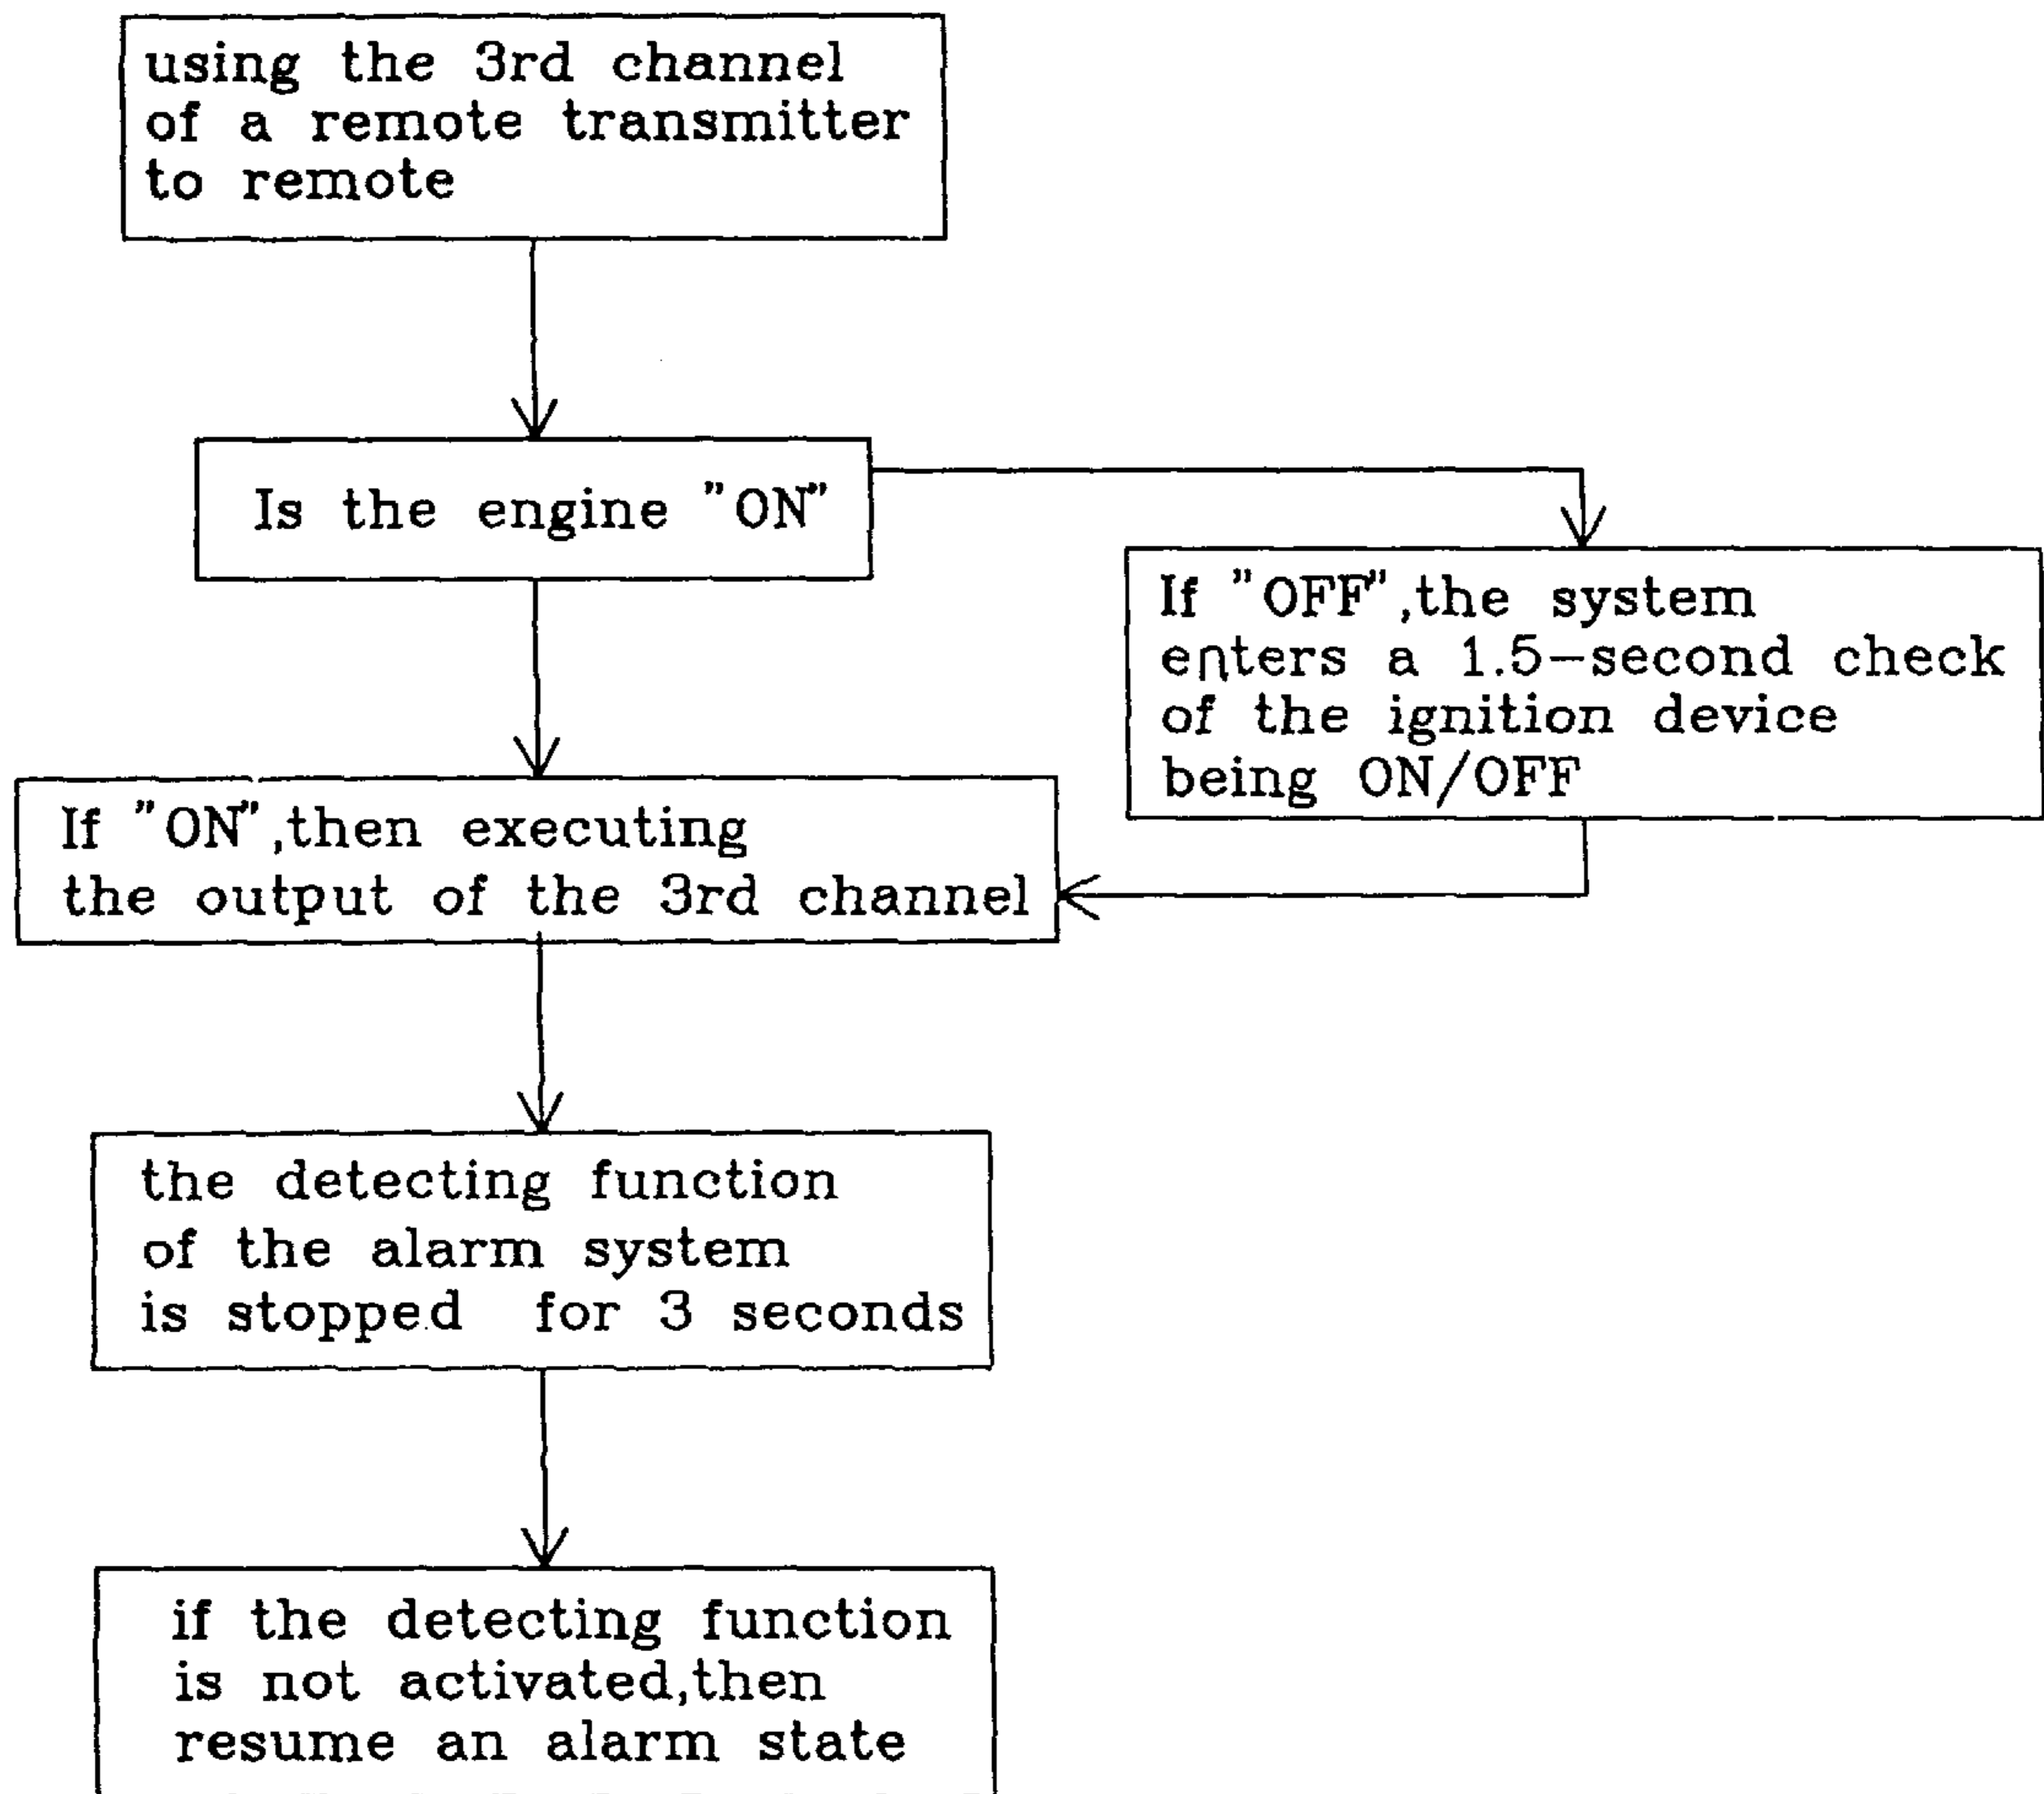 using the 3rd channel
of a remote transmitter
to remote
Is the engine "ON"
If "OFF",the system
enters a 1.5-second check
of the ignition device
being ON/OFF
If "ON",then executing
the output of the 3rd channel
the detecting function
of the alarm system
is stopped for 3 seconds
if the detecting function
is not activated,then
resume an alarm state